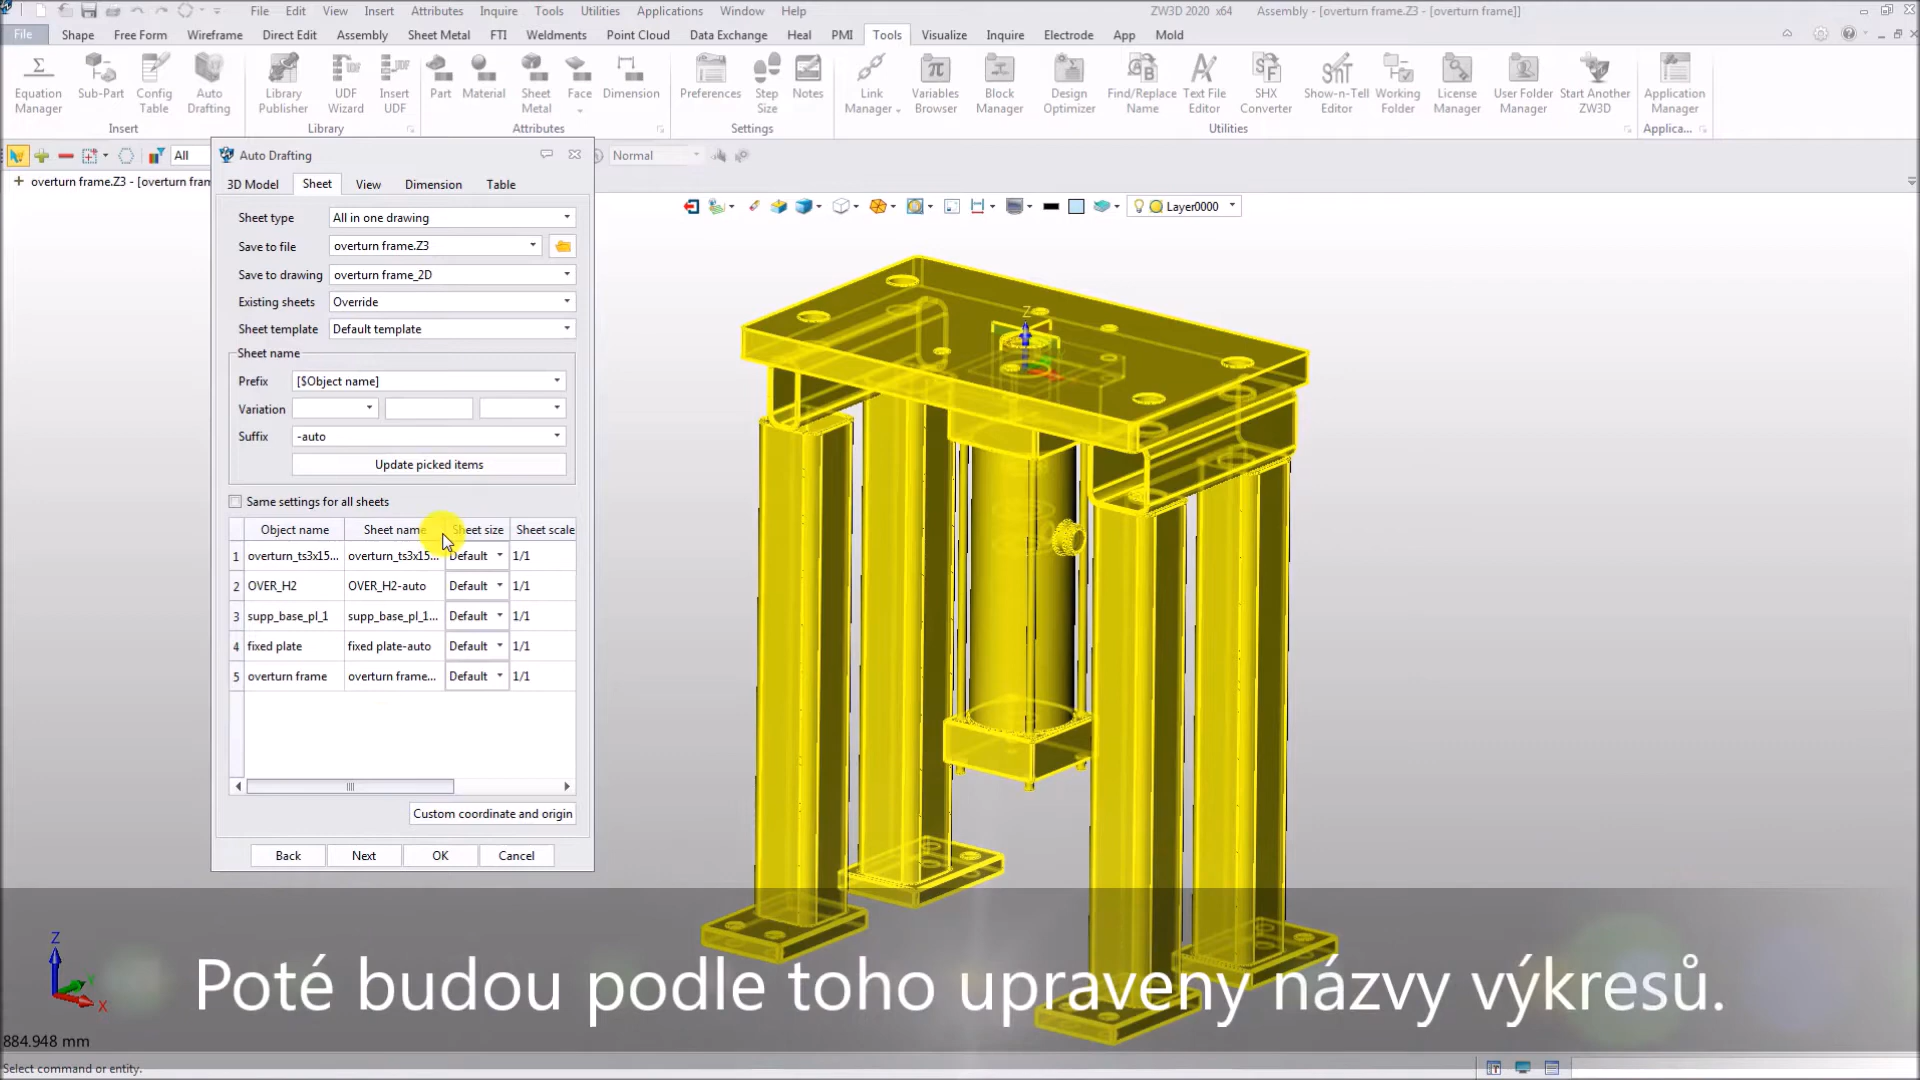 File Edit View Insert Attributes Inquire Tools Utilities Applications Window Help
ZW3D 2020 x64 Assembly - [overturn frame.Z3 - [overturn frame]]
File Shape Free Form Wireframe Direct Edit Assembly Sheet Metal FTI Weldments Point Cloud Data Exchange Heal PMI Tools Visualize Inquire Electrode App Mold
Equation Manager
Sub-Part
Config Table
Auto Drafting
Library Publisher
UDF Wizard
Insert UDF
Part
Material
Sheet Metal
Face
Dimension
Preferences
Step Size
Notes
Link Manager
Variables Browser
Block Manager
Design Optimizer
Find/Replace Name
Text File Editor
SHX Converter
Show-n-Tell Editor
Working Folder
License Manager
User Folder Manager
Start Another ZW3D
Application Manager
Insert Library Attributes Settings Utilities Applica...
All
Normal
overturn frame.Z3 - [overturn fran
Layer0000
Auto Drafting
3D Model Sheet View Dimension Table
Sheet type All in one drawing
Save to file overturn frame.Z3
Save to drawing overturn frame_2D
Existing sheets Override
Sheet template Default template
Sheet name
Prefix [$Object name]
Variation
Suffix -auto
Update picked items
Same settings for all sheets
Object name Sheet name Sheet size Sheet scale
1 overturn_ts3x15... overturn_ts3x15... Default 1/1
2 OVER_H2 OVER_H2-auto Default 1/1
3 supp_base_pl_1 supp_base_pl_1... Default 1/1
4 fixed plate fixed plate-auto Default 1/1
5 overturn frame overturn frame... Default 1/1
Custom coordinate and origin
Back Next OK Cancel
Z
Z
Y
X
Poté budou podle toho upraveny názvy výkresů.
884.948 mm
Select command or entity.